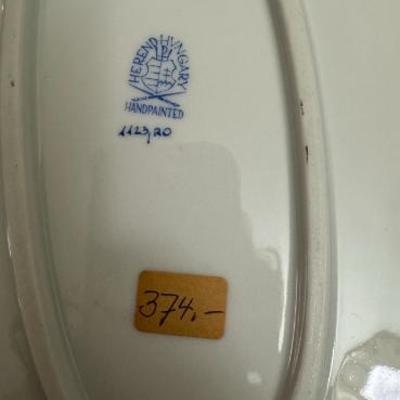 HEREND HUNGARY
HANDPAINTED
1123,20
374,-